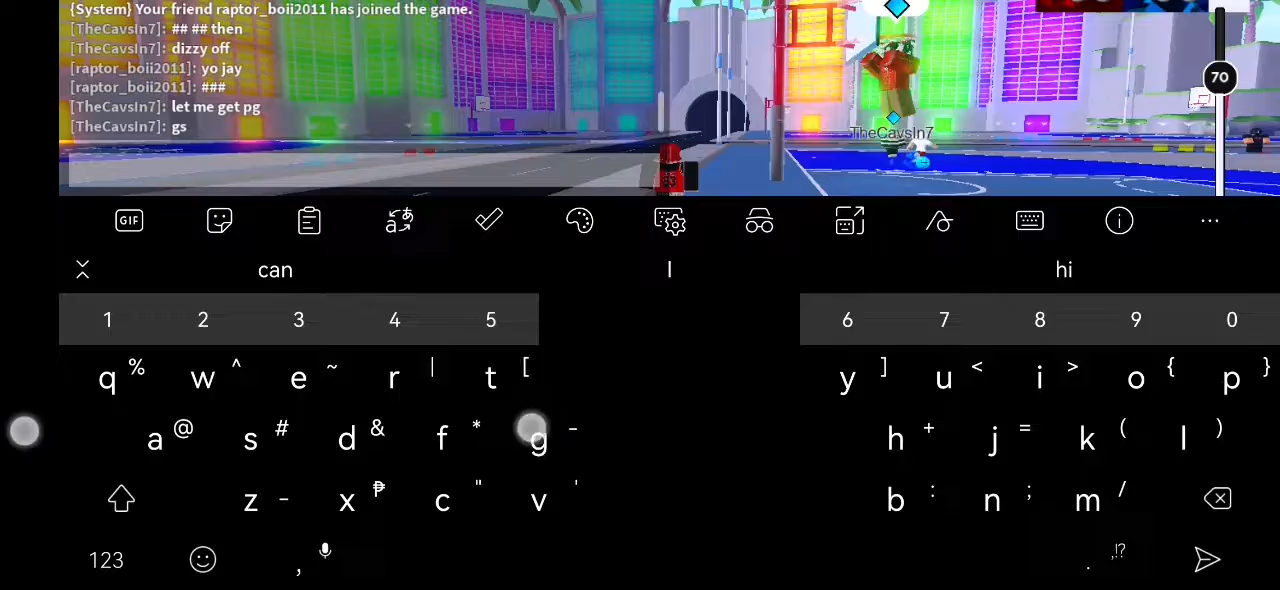 {System} Your friend raptor_boii2011 has joined the game.
[TheCavsIn7]: ## ## then
[TheCavsIn7]: dizzy off
[raptor_boii2011]: yo jay
[raptor_boii2011]: ###
[TheCavsIn7]: let me get pg
[TheCavsIn7]: gs
70
TheCavsIn7
GIF
can I hi
1 2 3 4 5 6 7 8 9 0
q % w ^ e ~ r | t [ y ] u < i > o { p }
a @ s # d & f * g - h + j = k ( l )
z - x ₱ c " v ' b : n ; m /
123 , . ,!?